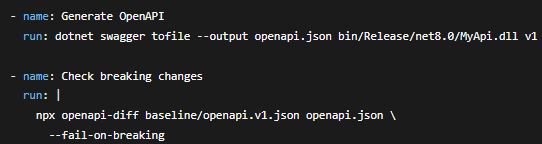 - name: Generate OpenAPI
  run: dotnet swagger tofile --output openapi.json bin/Release/net8.0/MyApi.dll v1

- name: Check breaking changes
  run: |
    npx openapi-diff baseline/openapi.v1.json openapi.json \
      --fail-on-breaking